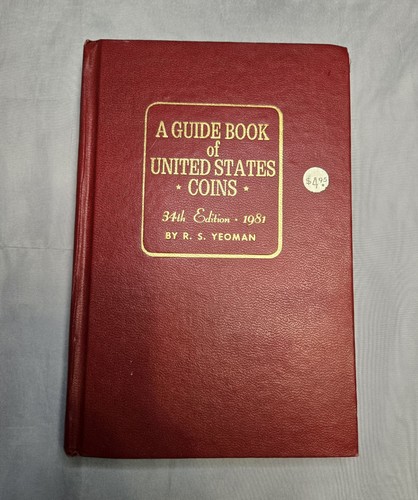 A GUIDE BOOK
of
UNITED STATES
★ COINS ★
34th Edition • 1981
BY R. S. YEOMAN
$4.95